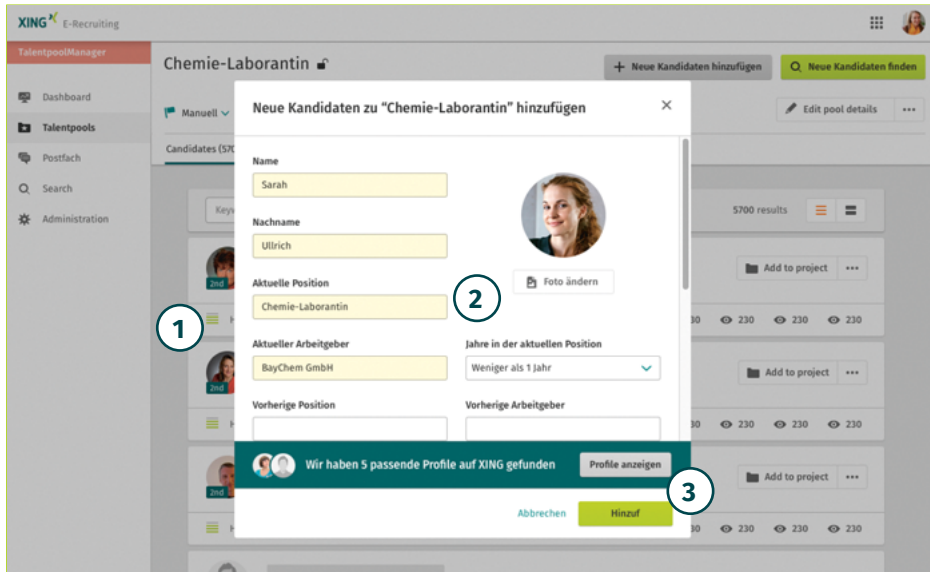 XING E-Recruiting
TalentpoolManager
Dashboard
Talentpools
Postfach
Search
Administration
Chemie-Laborantin
+ Neue Kandidaten hinzufügen
Neue Kandidaten finden
Manuell
Edit pool details
Candidates (570
5700 results
2nd
Add to project
30 230 230 230
2nd
Add to project
30 230 230 230
2nd
Add to project
30 230 230 230
Neue Kandidaten zu “Chemie-Laborantin” hinzufügen
Name
Sarah
Nachname
Ullrich
Foto ändern
Aktuelle Position
Chemie-Laborantin
Aktueller Arbeitgeber
BayChem GmbH
Jahre in der aktuellen Position
Weniger als 1 Jahr
Vorherige Position
Vorherige Arbeitgeber
Wir haben 5 passende Profile auf XING gefunden
Profile anzeigen
Abbrechen
Hinzuf
1
2
3